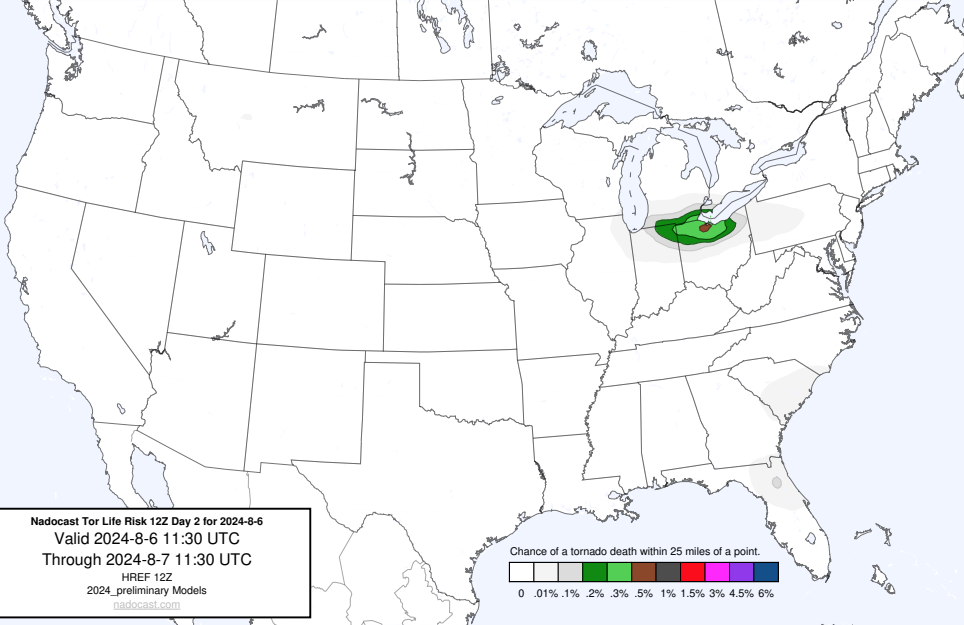 Nadocast Tor Life Risk 12Z Day 2 for 2024-8-6
Valid 2024-8-6 11:30 UTC
Through 2024-8-7 11:30 UTC
HREF 12Z
2024_preliminary Models
nadocast.com
Chance of a tornado death within 25 miles of a point.
0 .01% .1% .2% .3% .5% 1% 1.5% 3% 4.5% 6%